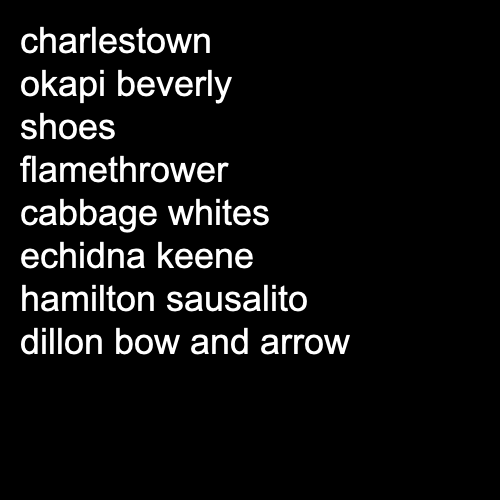 charlestown
okapi beverly
shoes
flamethrower
cabbage whites
echidna keene
hamilton sausalito
dillon bow and arrow